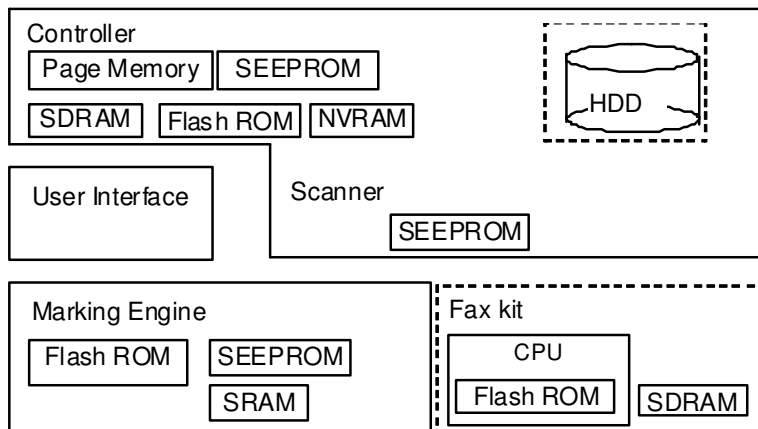 Controller
Page Memory SEEPROM
SDRAM Flash ROM NVRAM
HDD
User Interface
Scanner
SEEPROM
Marking Engine
Flash ROM SEEPROM
SRAM
Fax kit
CPU
Flash ROM SDRAM